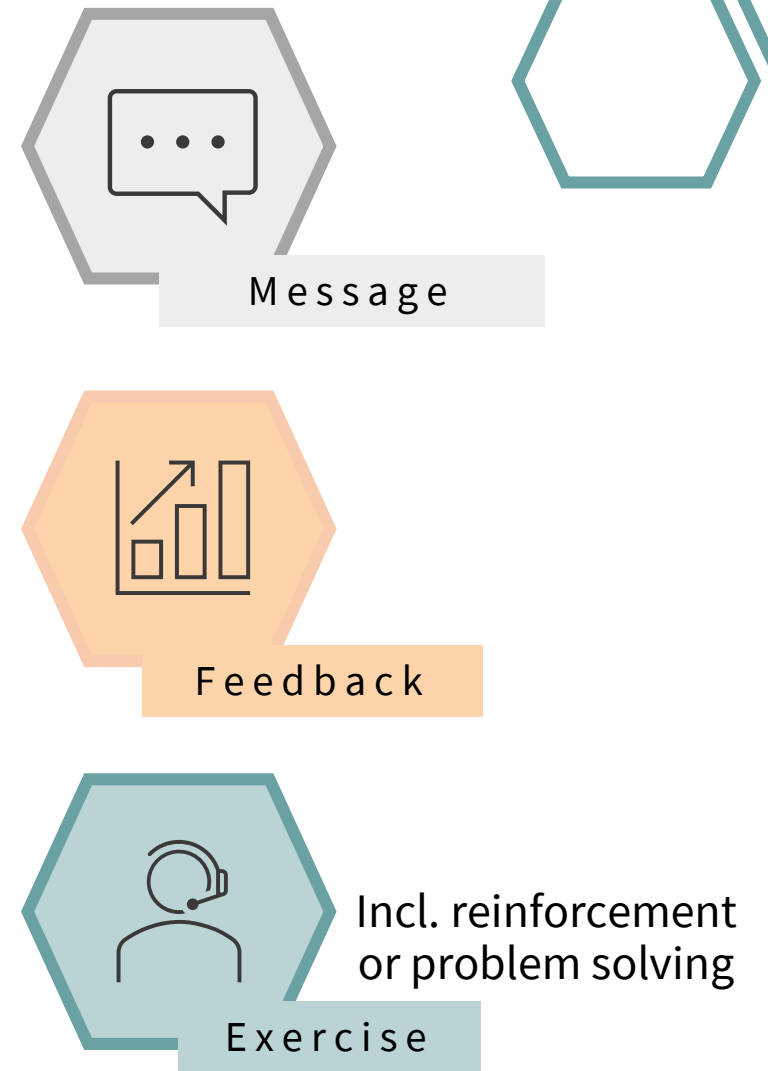 Message
Feedback
Incl. reinforcement
or problem solving
Exercise